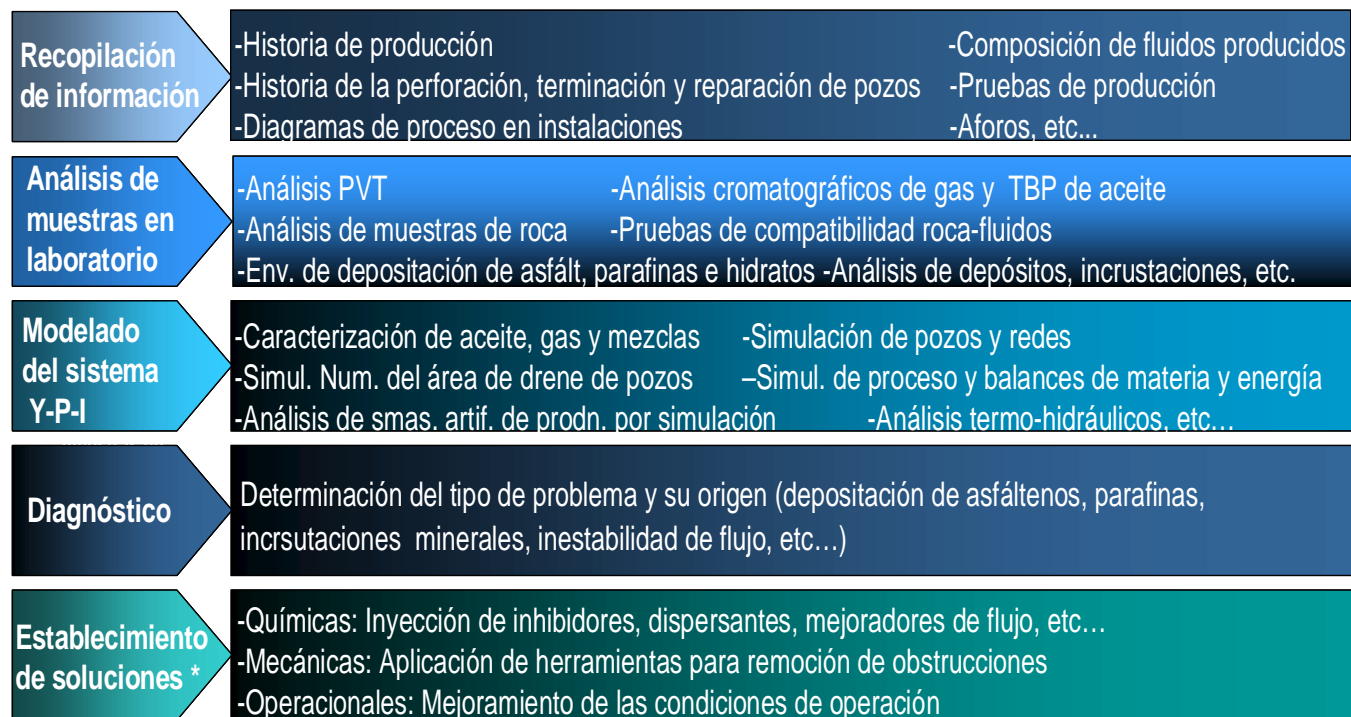 Recopilación
de información
-Historia de producción -Composición de fluidos producidos
-Historia de la perforación, terminación y reparación de pozos -Pruebas de producción
-Diagramas de proceso en instalaciones -Aforos, etc...
Análisis de
muestras en
laboratorio
-Análisis PVT -Análisis cromatográficos de gas y TBP de aceite
-Análisis de muestras de roca -Pruebas de compatibilidad roca-fluidos
-Env. de depositación de asfált, parafinas e hidratos -Análisis de depósitos, incrustaciones, etc.
Modelado
del sistema
Y-P-I
-Caracterización de aceite, gas y mezclas -Simulación de pozos y redes
-Simul. Num. del área de drene de pozos –Simul. de proceso y balances de materia y energía
-Análisis de smas. artif. de prodn. por simulación -Análisis termo-hidráulicos, etc…
Diagnóstico
Determinación del tipo de problema y su origen (depositación de asfáltenos, parafinas,
incrsutaciones minerales, inestabilidad de flujo, etc…)
Establecimiento
de soluciones *
-Químicas: Inyección de inhibidores, dispersantes, mejoradores de flujo, etc…
-Mecánicas: Aplicación de herramientas para remoción de obstrucciones
-Operacionales: Mejoramiento de las condiciones de operación